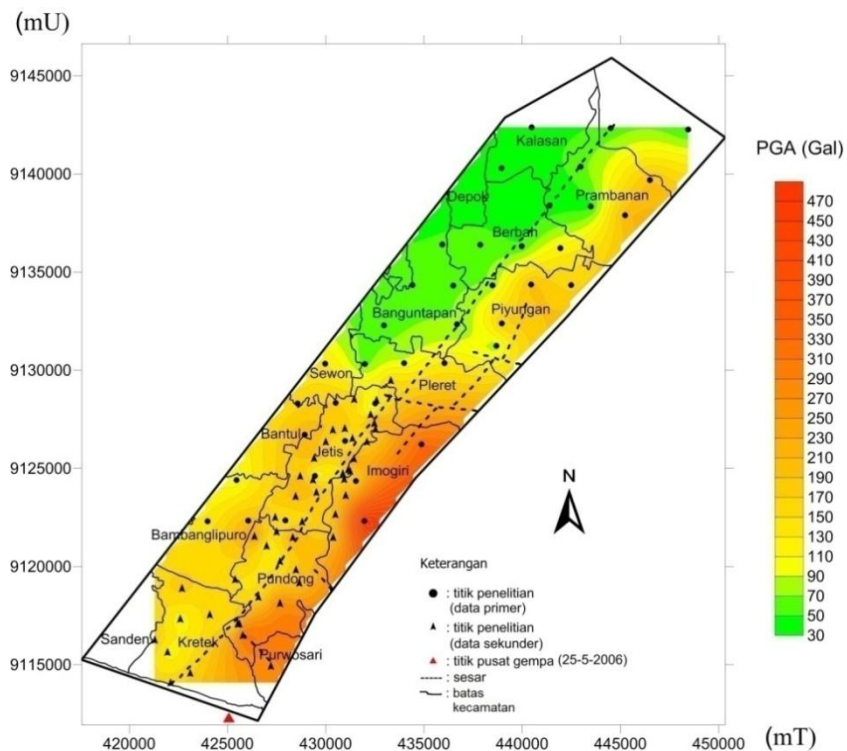 (mU)
9145000
9140000
9135000
9130000
9125000
9120000
9115000
420000 425000 430000 435000 440000 445000 450000
(mT)
Kalasan
Depok
Prambanan
Berbah
Banguntapan
Piyungan
Sewon
Pleret
Bantul
Jetis
Imogiri
Bambanglipuro
Pundong
Sanden
Kretek
Purwosari
N
Keterangan
: titik penelitian
(data primer)
: titik penelitian
(data sekunder)
: titik pusat gempa (25-5-2006)
: sesar
: batas
kecamatan
PGA (Gal)
470
450
430
410
390
370
350
330
310
290
270
250
230
210
190
170
150
130
110
90
70
50
30